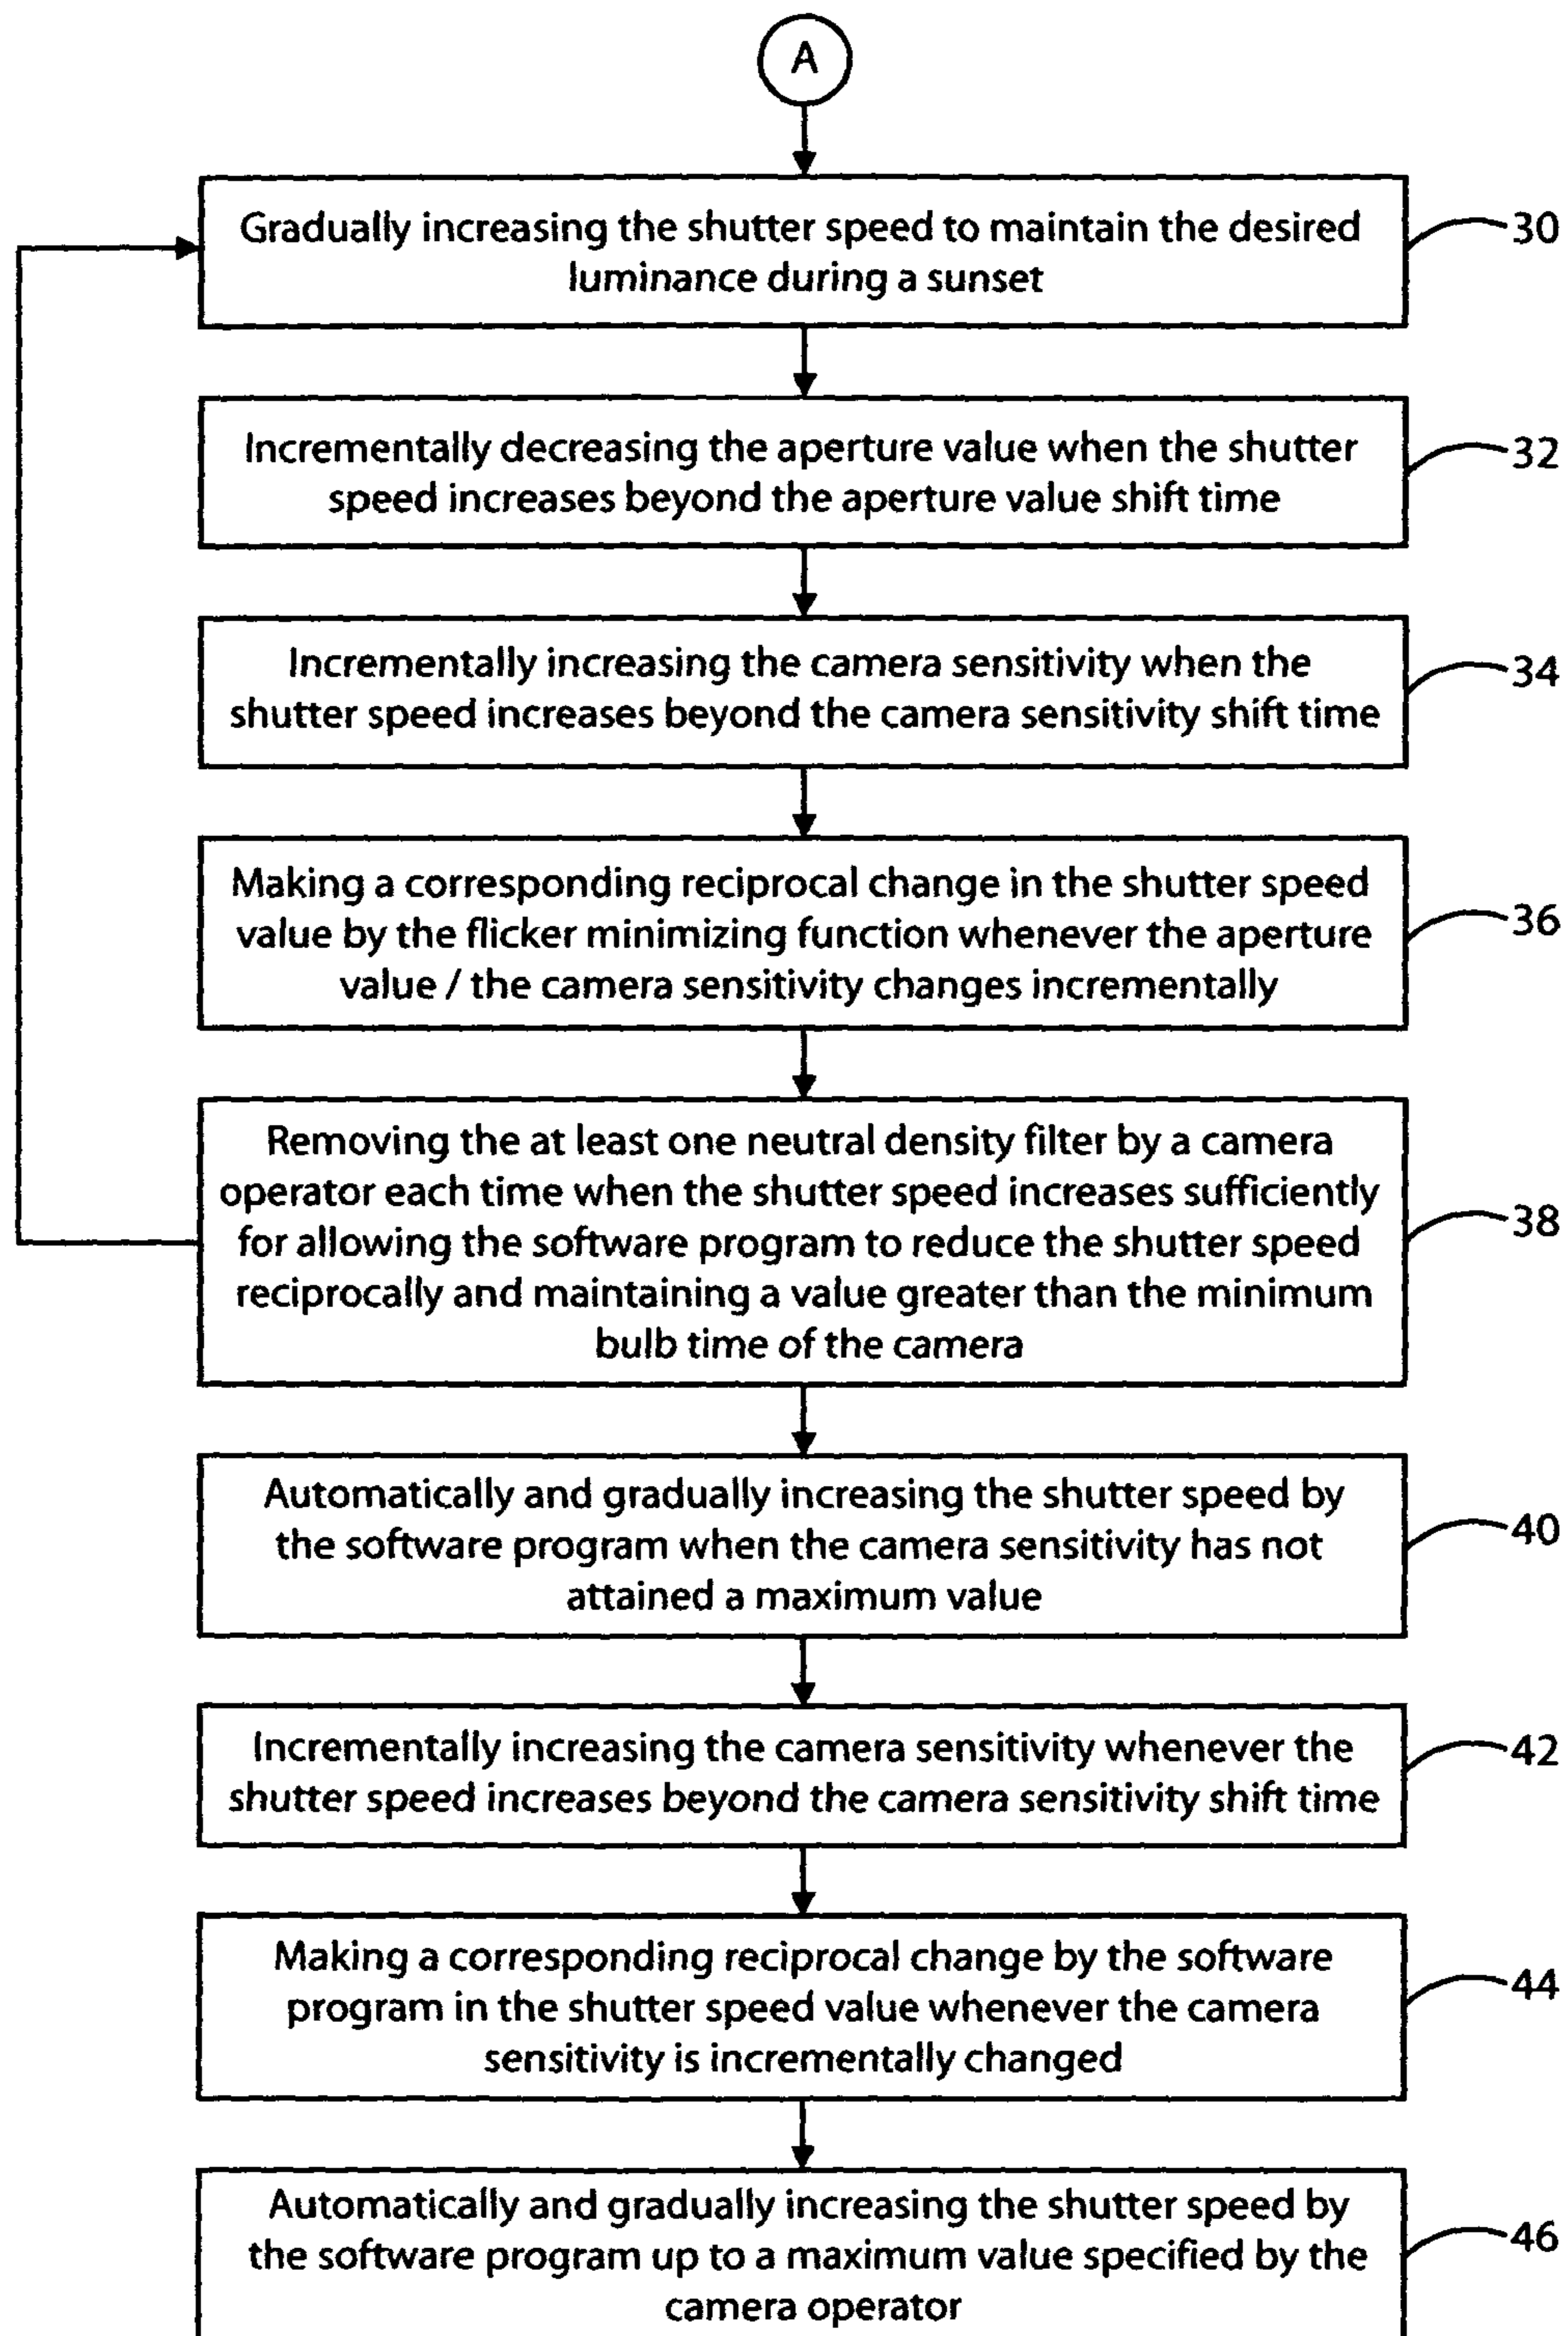 A
Gradually increasing the shutter speed to maintain the desired
luminance during a sunset
30
Incrementally decreasing the aperture value when the shutter
speed increases beyond the aperture value shift time
32
Incrementally increasing the camera sensitivity when the
shutter speed increases beyond the camera sensitivity shift time
34
Making a corresponding reciprocal change in the shutter speed
value by the flicker minimizing function whenever the aperture
value / the camera sensitivity changes incrementally
36
Removing the at least one neutral density filter by a camera
operator each time when the shutter speed increases sufficiently
for allowing the software program to reduce the shutter speed
reciprocally and maintaining a value greater than the minimum
bulb time of the camera
38
Automatically and gradually increasing the shutter speed by
the software program when the camera sensitivity has not
attained a maximum value
40
Incrementally increasing the camera sensitivity whenever the
shutter speed increases beyond the camera sensitivity shift time
42
Making a corresponding reciprocal change by the software
program in the shutter speed value whenever the camera
sensitivity is incrementally changed
44
Automatically and gradually increasing the shutter speed by
the software program up to a maximum value specified by the
camera operator
46